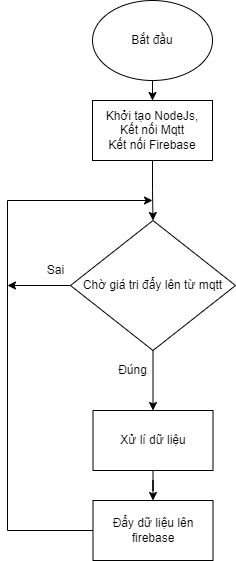 Bắt đầu
Khởi tạo NodeJs,
Kết nối Mqtt
Kết nối Firebase
Chờ giá tri đẩy lên từ mqtt
Sai
Đúng
Xử lí dữ liệu
Đẩy dữ liệu lên
firebase